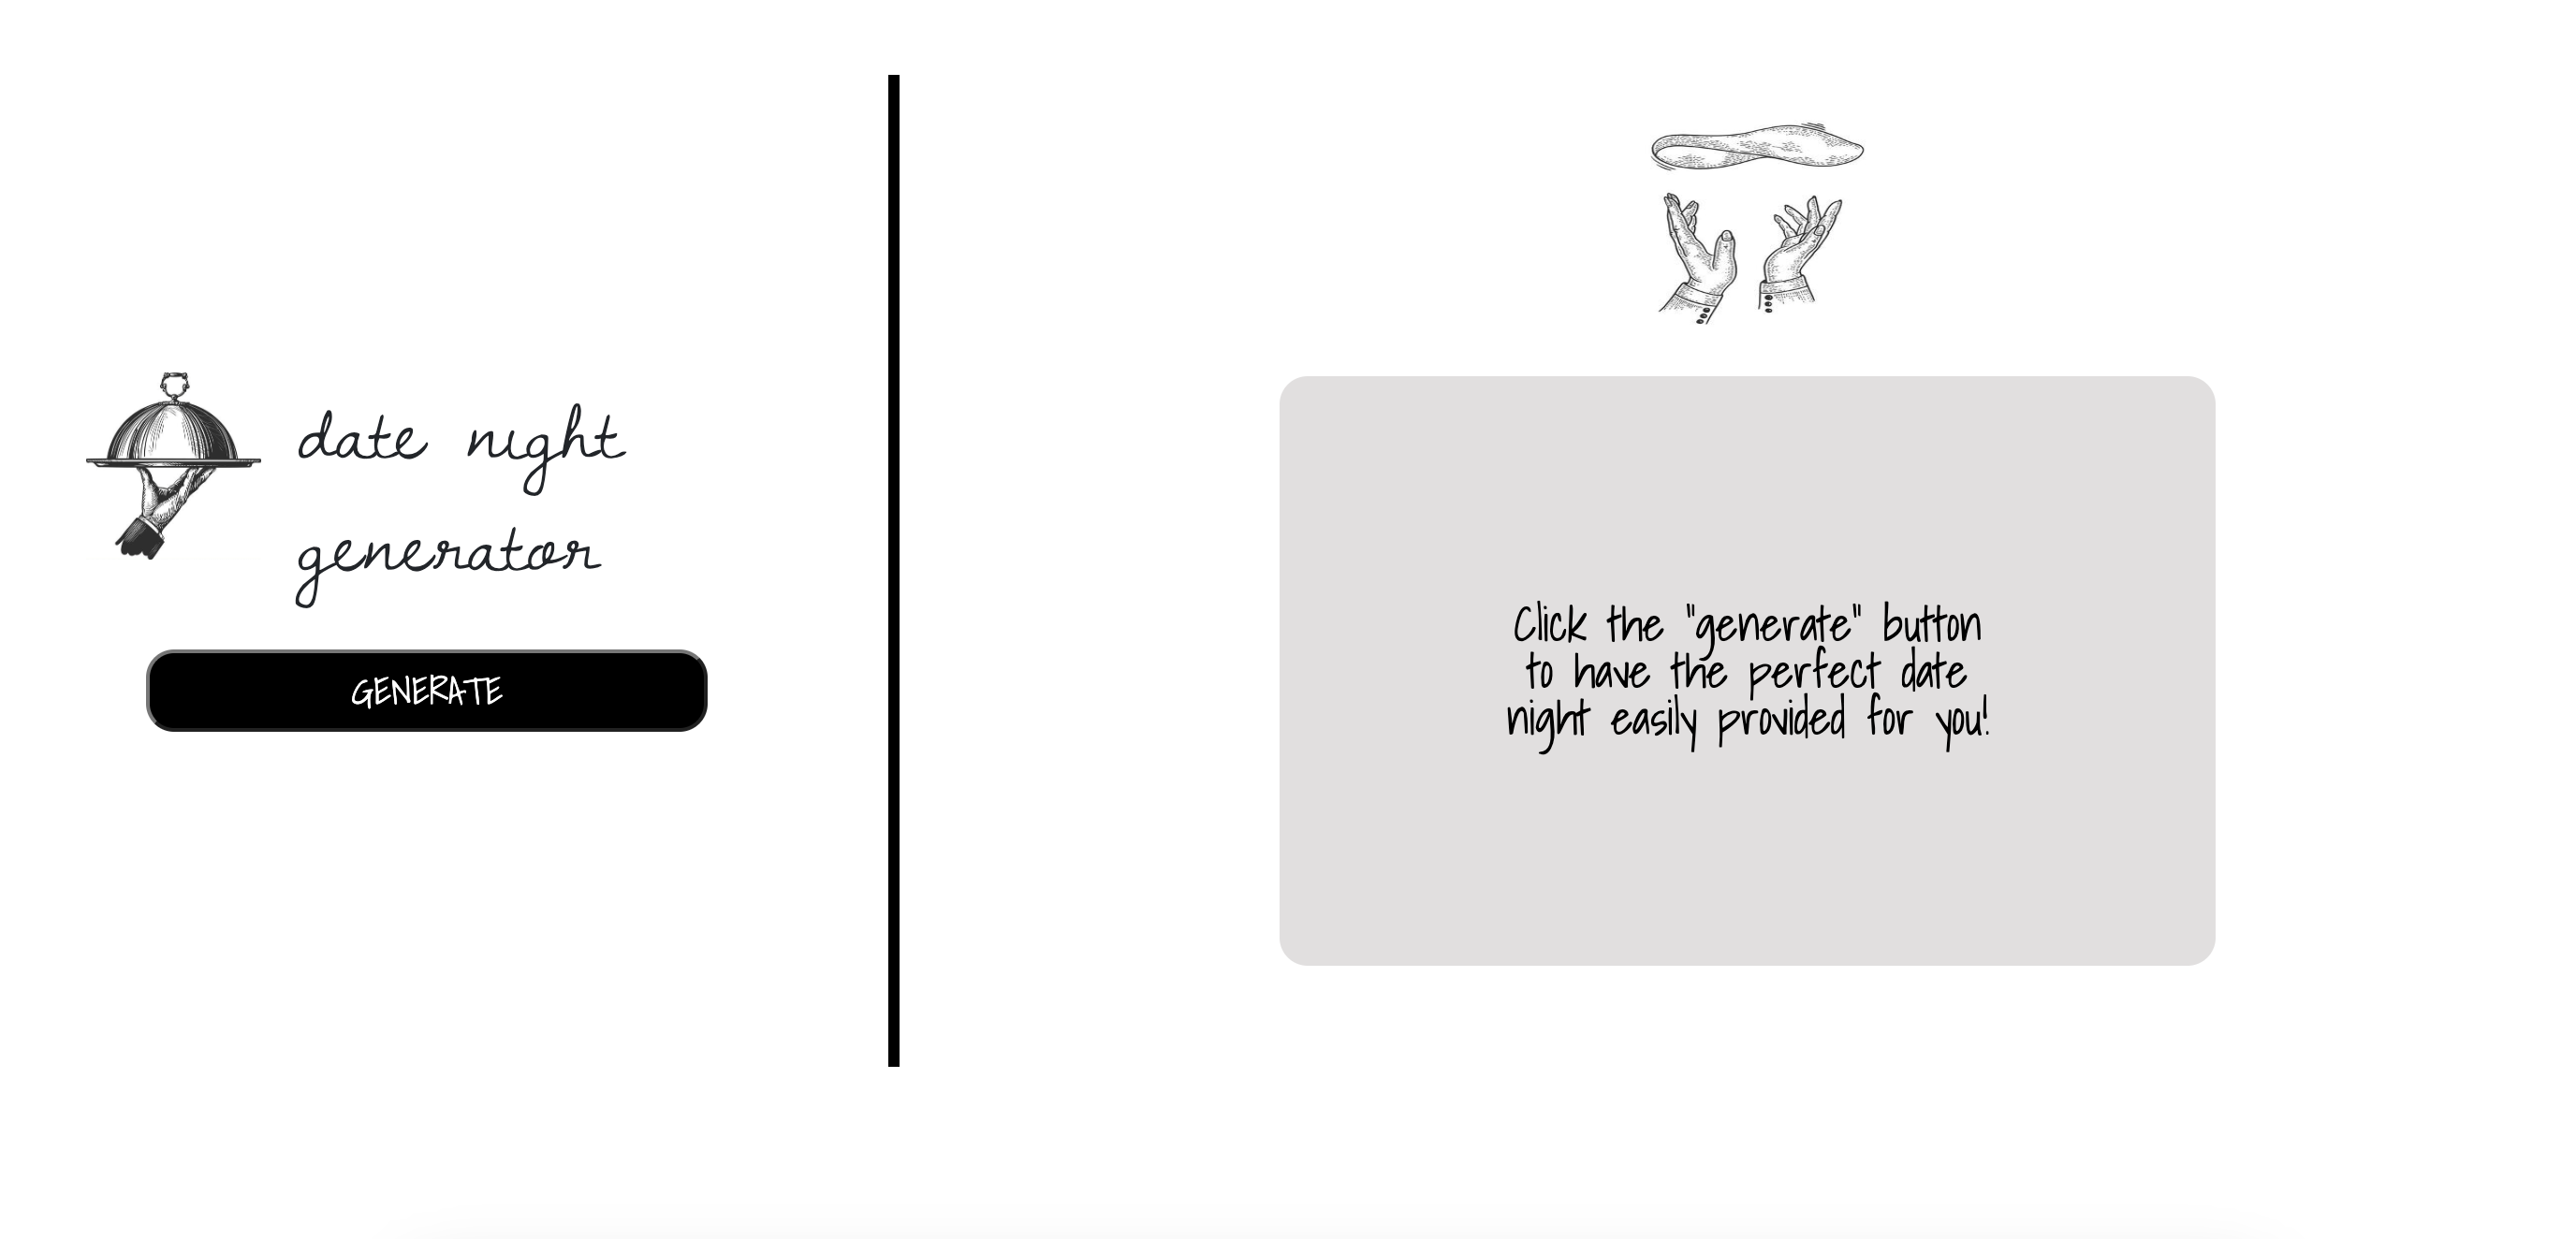 date night
generator
GENERATE
Click the "generate" button
to have the perfect date
night easily provided for you!